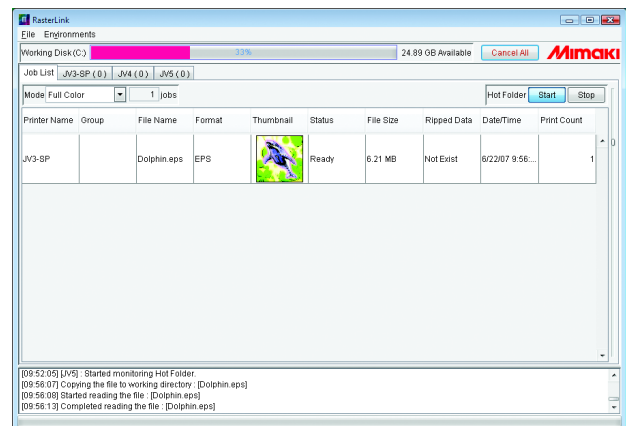 RasterLink
File Environments
Working Disk(C:) 33% 24.89 GB Available Cancel All Mimaki
Job List JV3-SP ( 0 ) JV4 ( 0 ) JV5 ( 0 )
Mode Full Color 1 jobs Hot Folder Start Stop
Printer Name Group File Name Format Thumbnail Status File Size Ripped Data Date/Time Print Count
JV3-SP Dolphin.eps EPS Ready 6.21 MB Not Exist 6/22/07 9:56:... 1
[09:52:05] [JV5] : Started monitoring Hot Folder.
[09:56:07] Copying the file to working directory : [Dolphin.eps]
[09:56:08] Started reading the file : [Dolphin.eps]
[09:56:13] Completed reading the file : [Dolphin.eps]